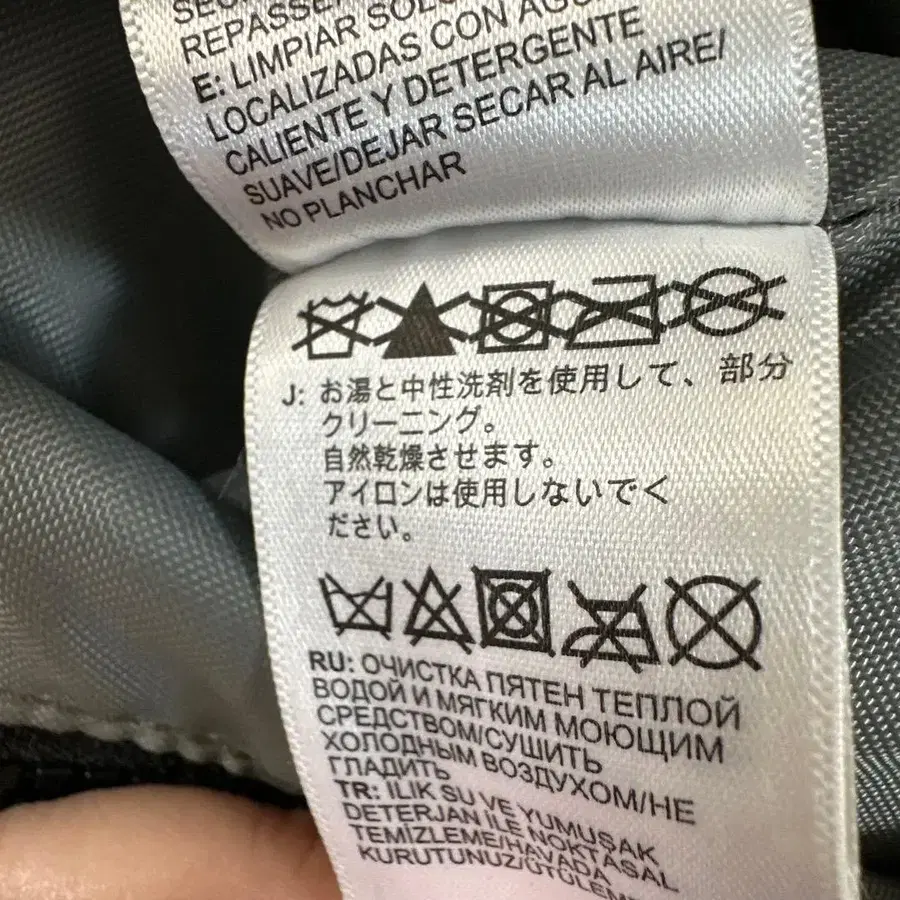 REPASSER
E: LIMPIAR SOLO
LOCALIZADAS CON AGUA
CALIENTE Y DETERGENTE
SUAVE/DEJAR SECAR AL AIRE/
NO PLANCHAR
J: お湯と中性洗剤を使用して、部分
クリーニング。
自然乾燥させます。
アイロンは使用しないでく
ださい。
RU: ОЧИСТКА ПЯТЕН ТЕПЛОЙ
ВОДОЙ И МЯГКИМ МОЮЩИМ
СРЕДСТВОМ/СУШИТЬ
ХОЛОДНЫМ ВОЗДУХОМ/НЕ
ГЛАДИТЬ
TR: ILIK SU VE YUMUŞAK
DETERJAN İLE NOKTASAL
TEMİZLEME/HAVADA
KURUTUNUZ/ÜTÜLEME